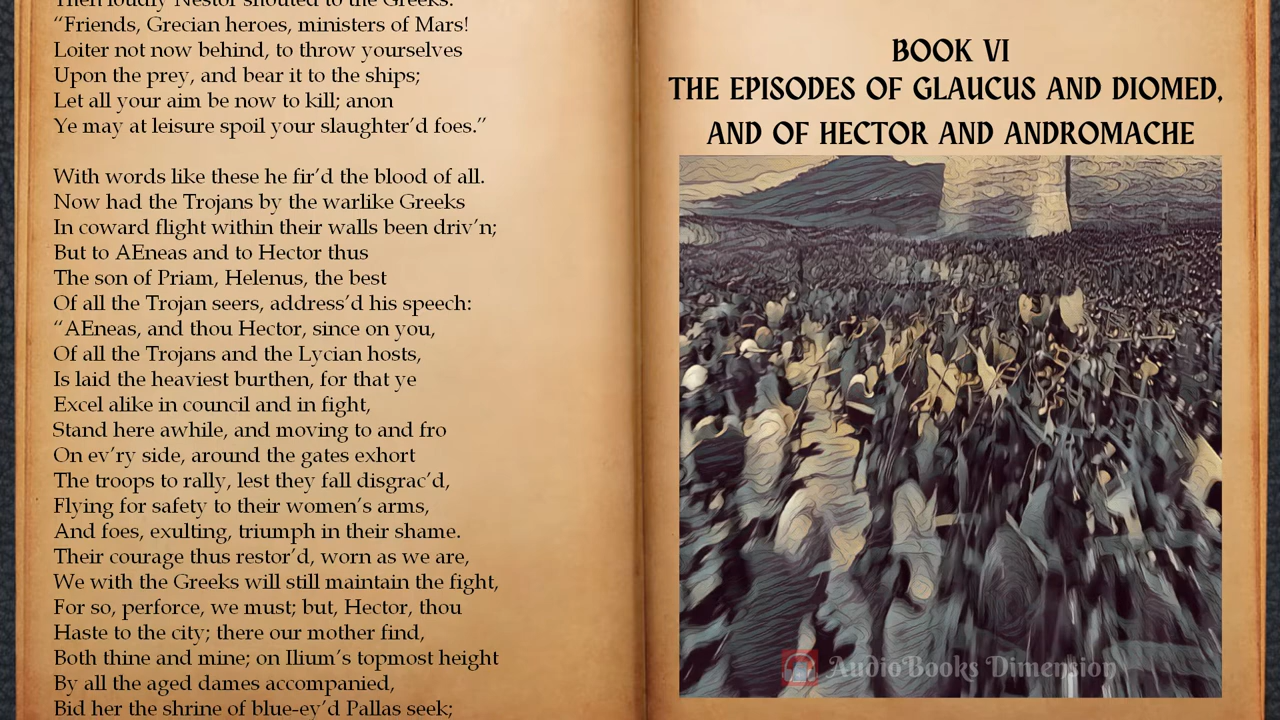 Then loudly Nestor shouted to the Greeks:
“Friends, Grecian heroes, ministers of Mars!
Loiter not now behind, to throw yourselves
Upon the prey, and bear it to the ships;
Let all your aim be now to kill; anon
Ye may at leisure spoil your slaughter’d foes.”
With words like these he fir’d the blood of all.
Now had the Trojans by the warlike Greeks
In coward flight within their walls been driv’n;
But to AEneas and to Hector thus
The son of Priam, Helenus, the best
Of all the Trojan seers, address’d his speech:
“AEneas, and thou Hector, since on you,
Of all the Trojans and the Lycian hosts,
Is laid the heaviest burthen, for that ye
Excel alike in council and in fight,
Stand here awhile, and moving to and fro
On ev’ry side, around the gates exhort
The troops to rally, lest they fall disgrac’d,
Flying for safety to their women’s arms,
And foes, exulting, triumph in their shame.
Their courage thus restor’d, worn as we are,
We with the Greeks will still maintain the fight,
For so, perforce, we must; but, Hector, thou
Haste to the city; there our mother find,
Both thine and mine; on Ilium’s topmost height
By all the aged dames accompanied,
Bid her the shrine of blue-ey’d Pallas seek;
BOOK VI
THE EPISODES OF GLAUCUS AND DIOMED,
AND OF HECTOR AND ANDROMACHE
AudioBooks Dimension